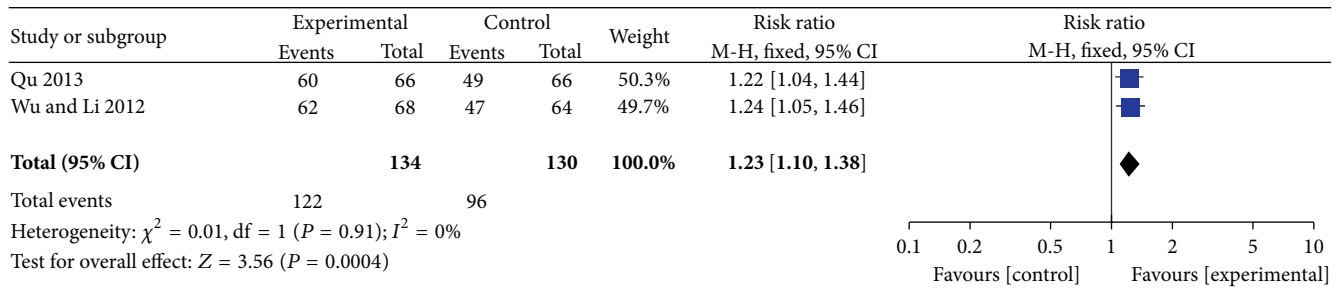 Study or subgroup Experimental Control Weight Risk ratio Risk ratio
Events Total Events Total M-H, fixed, 95% CI M-H, fixed, 95% CI
Qu 2013 60 66 49 66 50.3% 1.22 [1.04, 1.44]
Wu and Li 2012 62 68 47 64 49.7% 1.24 [1.05, 1.46]
Total (95% CI) 134 130 100.0% 1.23 [1.10, 1.38]
Total events 122 96
Heterogeneity: χ² = 0.01, df = 1 (P = 0.91); I² = 0%
Test for overall effect: Z = 3.56 (P = 0.0004)
0.1 0.2 0.5 1 2 5 10
Favours [control] Favours [experimental]